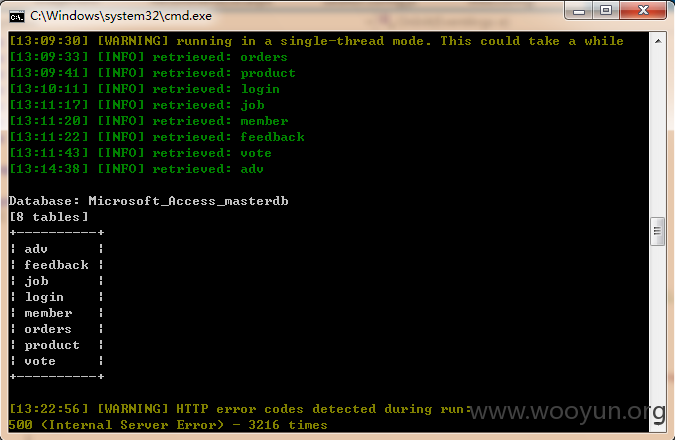 C:\Windows\system32\cmd.exe
[13:09:30] [WARNING] running in a single-thread mode. This could take a while
[13:09:33] [INFO] retrieved: orders
[13:09:41] [INFO] retrieved: product
[13:10:11] [INFO] retrieved: login
[13:11:17] [INFO] retrieved: job
[13:11:20] [INFO] retrieved: member
[13:11:22] [INFO] retrieved: feedback
[13:11:43] [INFO] retrieved: vote
[13:14:38] [INFO] retrieved: adv
Database: Microsoft_Access_masterdb
[8 tables]
+----------+
¦ adv      ¦
¦ feedback ¦
¦ job      ¦
¦ login    ¦
¦ member   ¦
¦ orders   ¦
¦ product  ¦
¦ vote     ¦
+----------+
[13:22:56] [WARNING] HTTP error codes detected during run:
500 (Internal Server Error) - 3216 times
www.wooyun.org